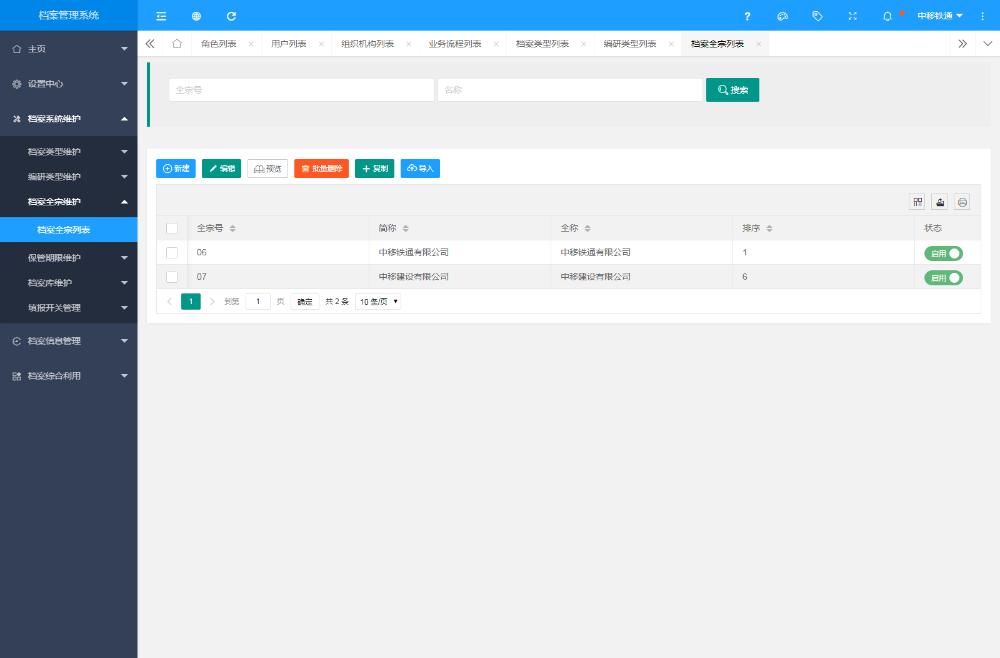 档案管理系统
?
中移铁通
主页
设置中心
档案系统维护
档案类型维护
编研类型维护
档案全宗维护
档案全宗列表
保管期限维护
档案库维护
填报开关管理
档案信息管理
档案综合利用
角色列表
用户列表
组织机构列表
业务流程列表
档案类型列表
编研类型列表
档案全宗列表
全宗号
名称
搜索
新建
编辑
预览
批量删除
复制
导入
全宗号 简称 全称 排序 状态
06 中移铁通有限公司 中移铁通有限公司 1 启用
07 中移建设有限公司 中移建设有限公司 6 启用
1 到第 1 页 确定 共 2 条 10 条/页